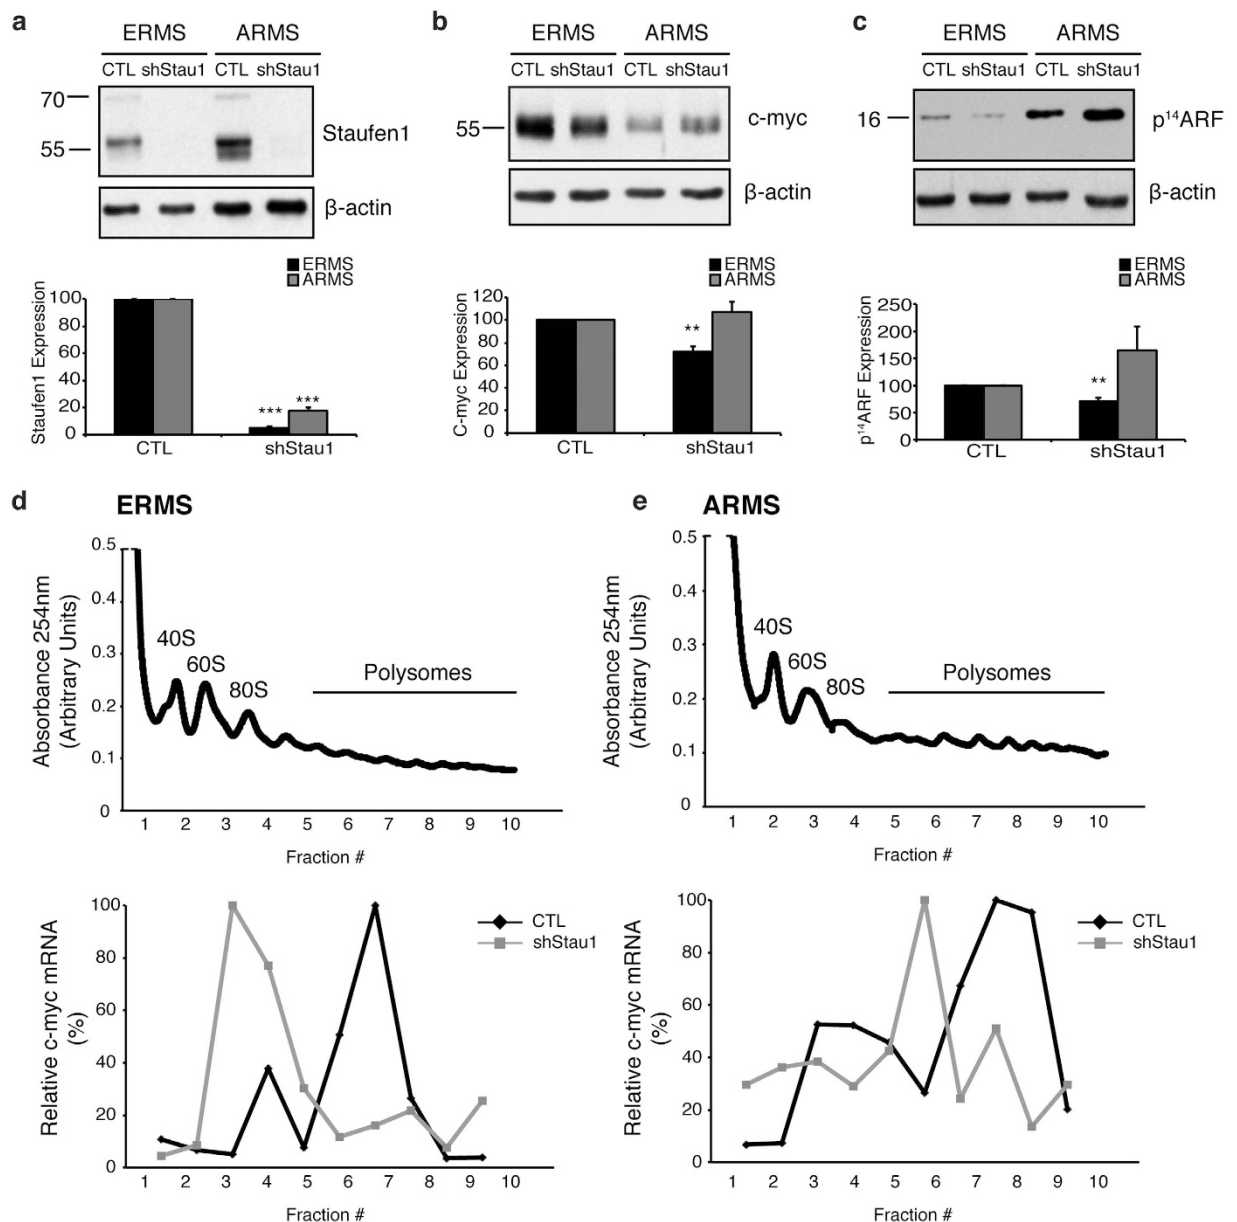 a
ERMS ARMS
CTL shStau1 CTL shStau1
70
55
Staufen1
β-actin
ERMS
ARMS
Staufen1 Expression
100
80
60
40
20
0
*** ***
CTL shStau1
b
ERMS ARMS
CTL shStau1 CTL shStau1
55
c-myc
β-actin
ERMS
ARMS
C-myc Expression
120
100
80
60
40
20
0
**
CTL shStau1
c
ERMS ARMS
CTL shStau1 CTL shStau1
16
p¹⁴ARF
β-actin
ERMS
ARMS
p¹⁴ARF Expression
250
200
150
100
50
0
**
CTL shStau1
d ERMS
Absorbance 254nm
(Arbitrary Units)
0.5
0.4
0.3
0.2
0.1
0
40S
60S
80S
Polysomes
1 2 3 4 5 6 7 8 9 10
Fraction #
Relative c-myc mRNA
(%)
100
80
60
40
20
0
CTL
shStau1
1 2 3 4 5 6 7 8 9 10
Fraction #
e ARMS
Absorbance 254nm
(Arbitrary Units)
0.5
0.4
0.3
0.2
0.1
0
40S
60S
80S
Polysomes
1 2 3 4 5 6 7 8 9 10
Fraction #
Relative c-myc mRNA
(%)
100
80
60
40
20
0
CTL
shStau1
1 2 3 4 5 6 7 8 9 10
Fraction #